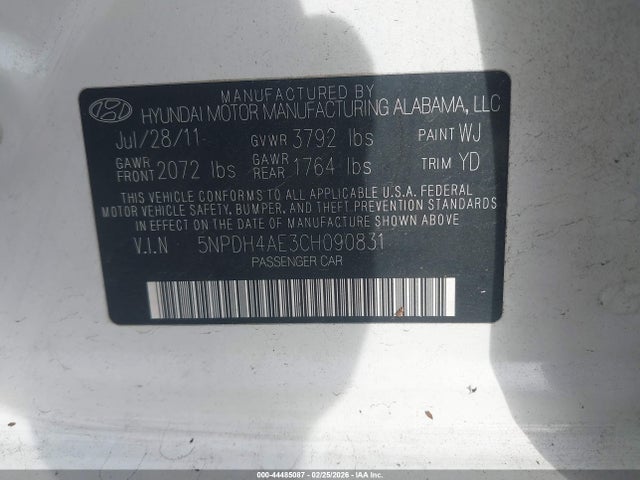 MANUFACTURED BY
HYUNDAI MOTOR MANUFACTURING ALABAMA, LLC
Jul/28/11 GVWR 3792 lbs PAINT WJ
GAWR FRONT 2072 lbs GAWR REAR 1764 lbs TRIM YD
THIS VEHICLE CONFORMS TO ALL APPLICABLE U.S.A. FEDERAL
MOTOR VEHICLE SAFETY, BUMPER, AND THEFT PREVENTION STANDARDS
IN EFFECT ON THE DATE OF MANUFACTURE SHOWN ABOVE.
V.I.N 5NPDH4AE3CH090831
PASSENGER CAR
000-44485087 - 02/25/2026 - COPYRIGHT IAA, LLC